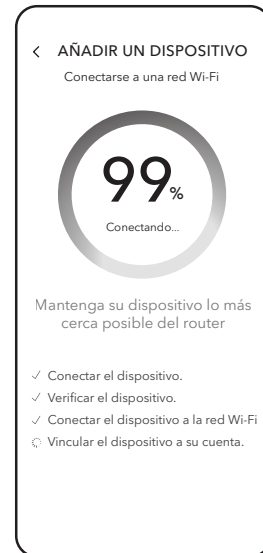 AÑADIR UN DISPOSITIVO
Conectarse a una red Wi-Fi
99%
Conectando...
Mantenga su dispositivo lo más
cerca posible del router
Conectar el dispositivo.
Verificar el dispositivo.
Conectar el dispositivo a la red Wi-Fi
Vincular el dispositivo a su cuenta.